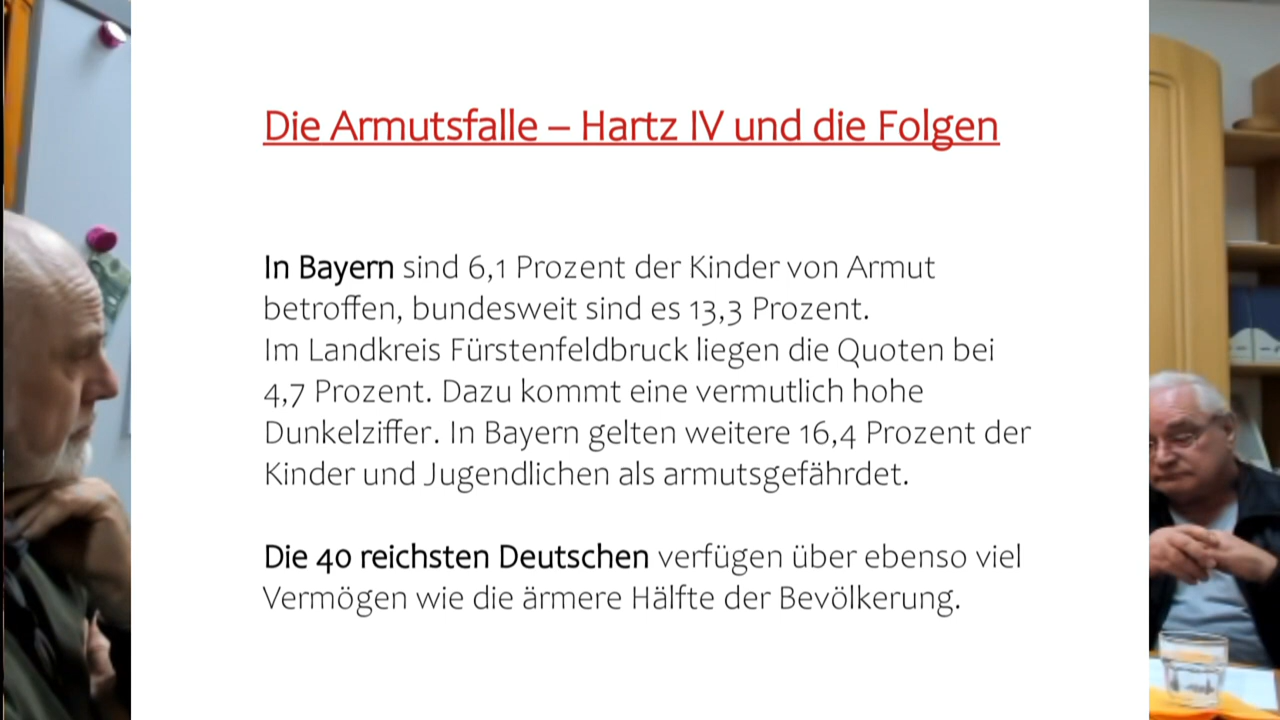 Die Armutsfalle – Hartz IV und die Folgen
In Bayern sind 6,1 Prozent der Kinder von Armut
betroffen, bundesweit sind es 13,3 Prozent.
Im Landkreis Fürstenfeldbruck liegen die Quoten bei
4,7 Prozent. Dazu kommt eine vermutlich hohe
Dunkelziffer. In Bayern gelten weitere 16,4 Prozent der
Kinder und Jugendlichen als armutsgefährdet.
Die 40 reichsten Deutschen verfügen über ebenso viel
Vermögen wie die ärmere Hälfte der Bevölkerung.